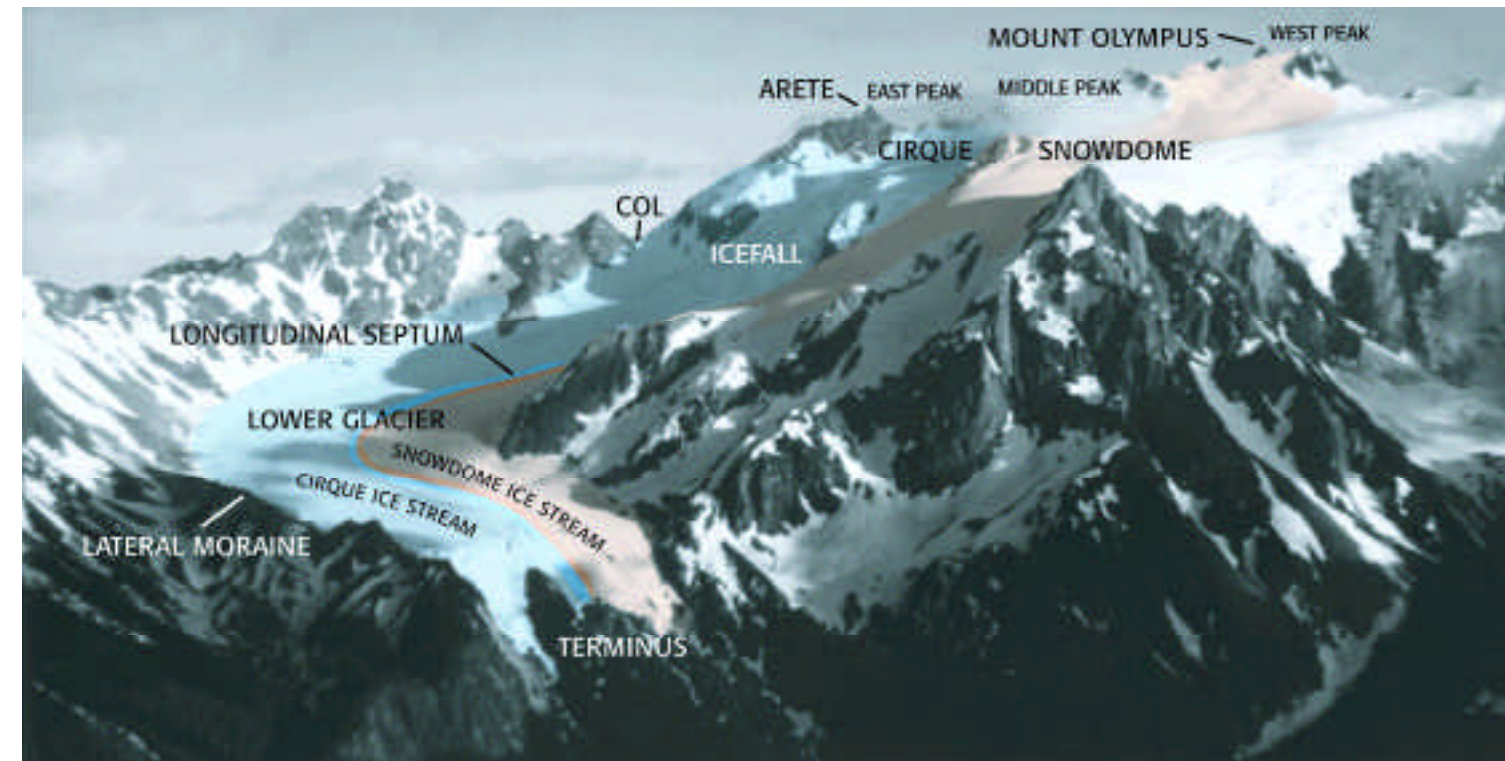 MOUNT OLYMPUS
WEST PEAK
ARETE
EAST PEAK
MIDDLE PEAK
CIRQUE
SNOWDOME
COL
ICEFALL
LONGITUDINAL SEPTUM
LOWER GLACIER
SNOWDOME ICE STREAM
CIRQUE ICE STREAM
LATERAL MORAINE
TERMINUS